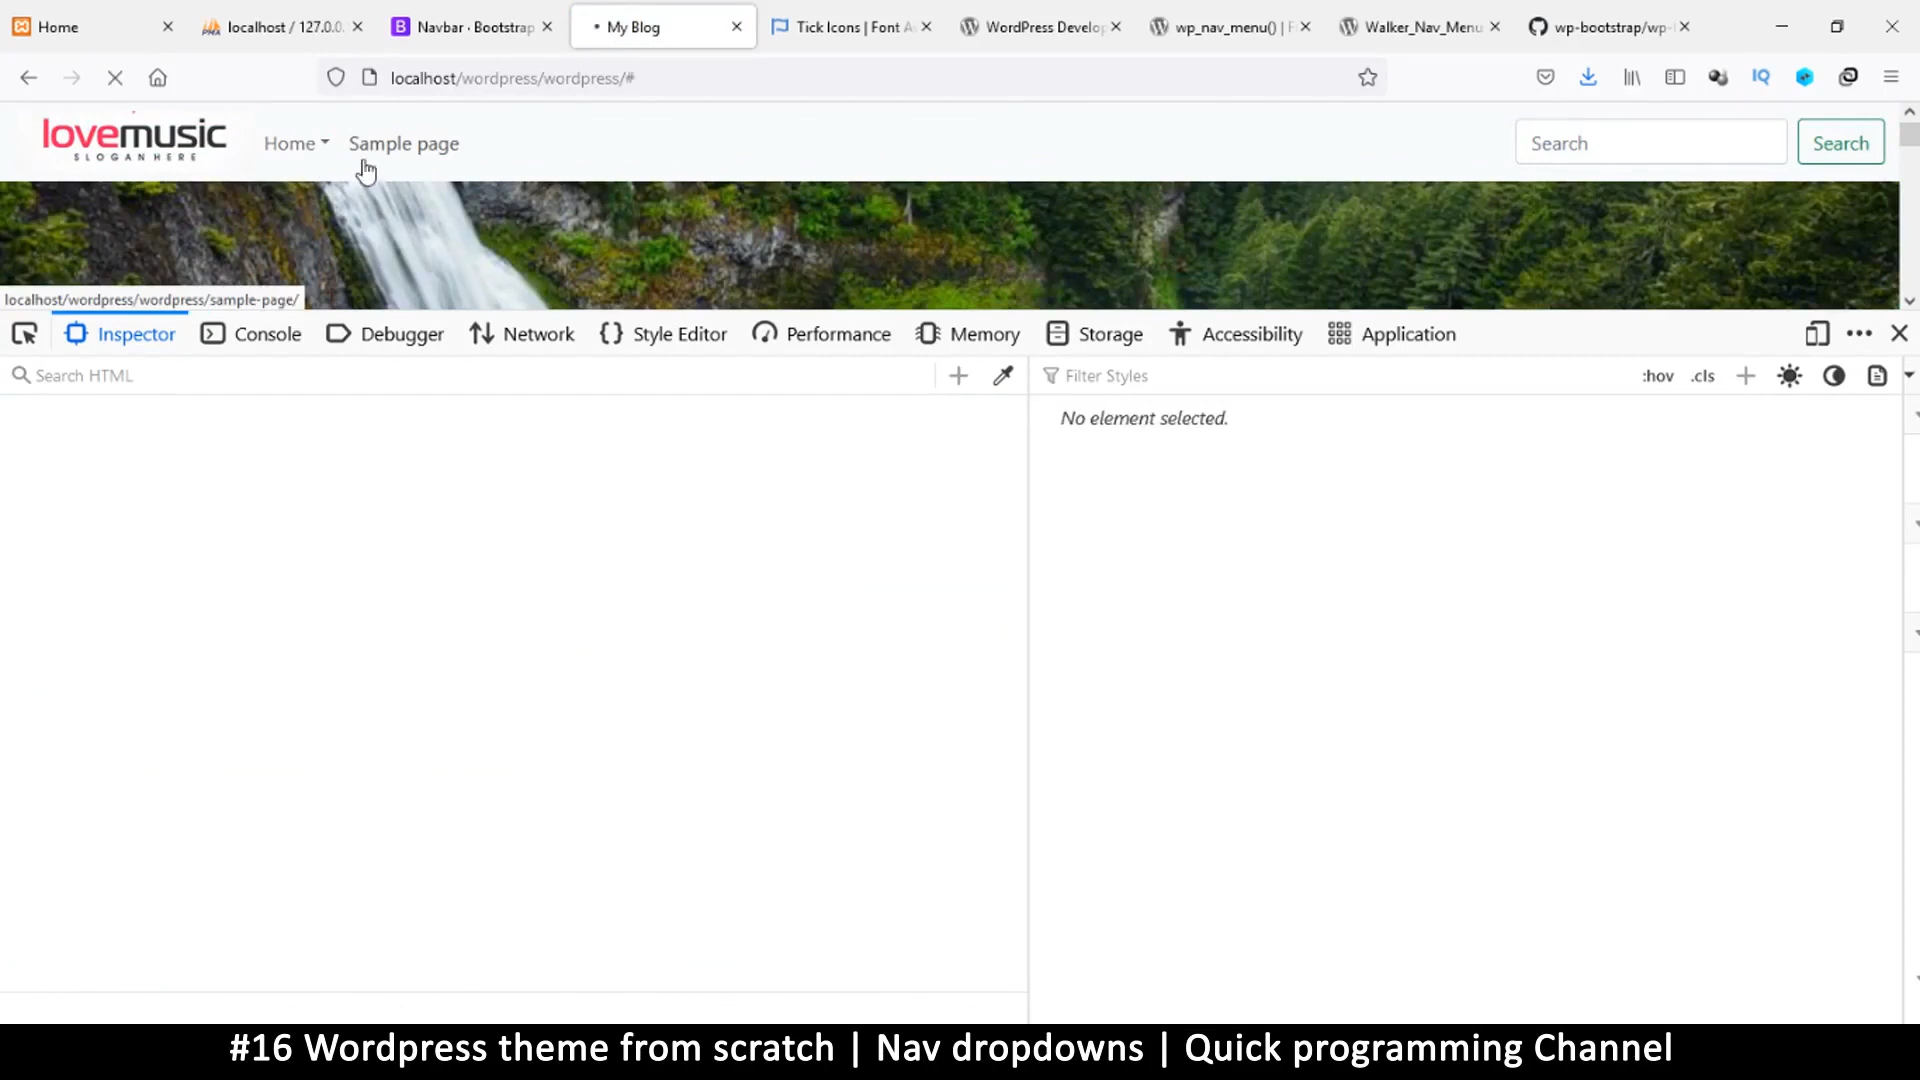 Home
localhost / 127.0.0.
Navbar · Bootstrap
My Blog
Tick Icons | Font A
WordPress Develo
wp_nav_menu() | F
Walker_Nav_Menu
wp-bootstrap/wp-
localhost/wordpress/wordpress/#
IQ
lovemusic
SLOGAN HERE
Home
Sample page
Search
Search
localhost/wordpress/wordpress/sample-page/
Inspector
Console
Debugger
Network
Style Editor
Performance
Memory
Storage
Accessibility
Application
Search HTML
Filter Styles
:hov
.cls
No element selected.
#16 Wordpress theme from scratch | Nav dropdowns | Quick programming Channel